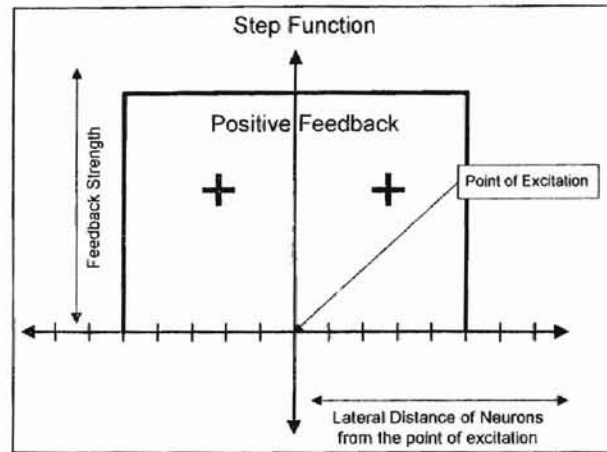 Step Function
Positive Feedback
+ +
Feedback Strength
Point of Excitation
Lateral Distance of Neurons
from the point of excitation